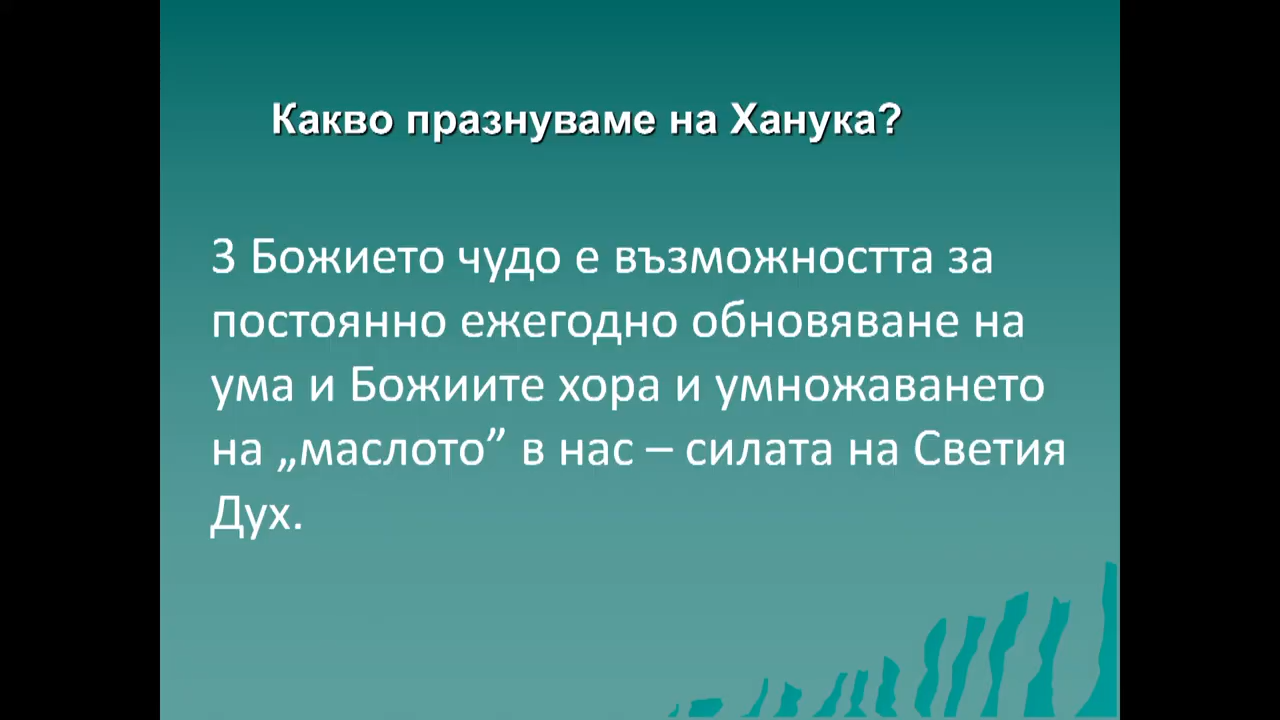 Какво празнуваме на Ханука?
3 Божието чудо е възможността за
постоянно ежегодно обновяване на
ума и Божиите хора и умножаването
на „маслото” в нас – силата на Светия
Дух.